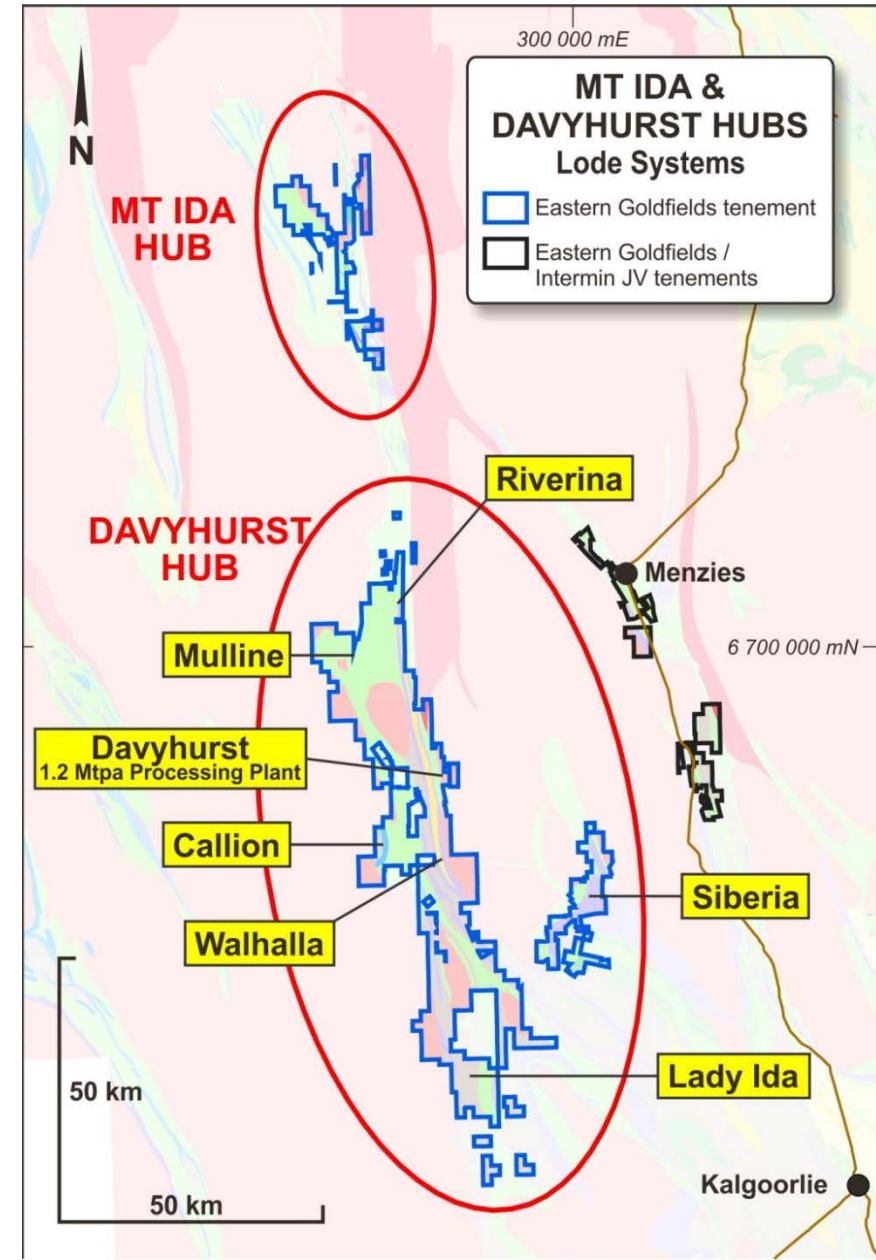 300 000 mE
N
MT IDA &
DAVYHURST HUBS
Lode Systems
Eastern Goldfields tenement
Eastern Goldfields /
Intermin JV tenements
MT IDA
HUB
Riverina
DAVYHURST
HUB
Menzies
Mulline
6 700 000 mN
Davyhurst
1.2 Mtpa Processing Plant
Callion
Siberia
Walhalla
Lady Ida
50 km
50 km
Kalgoorlie